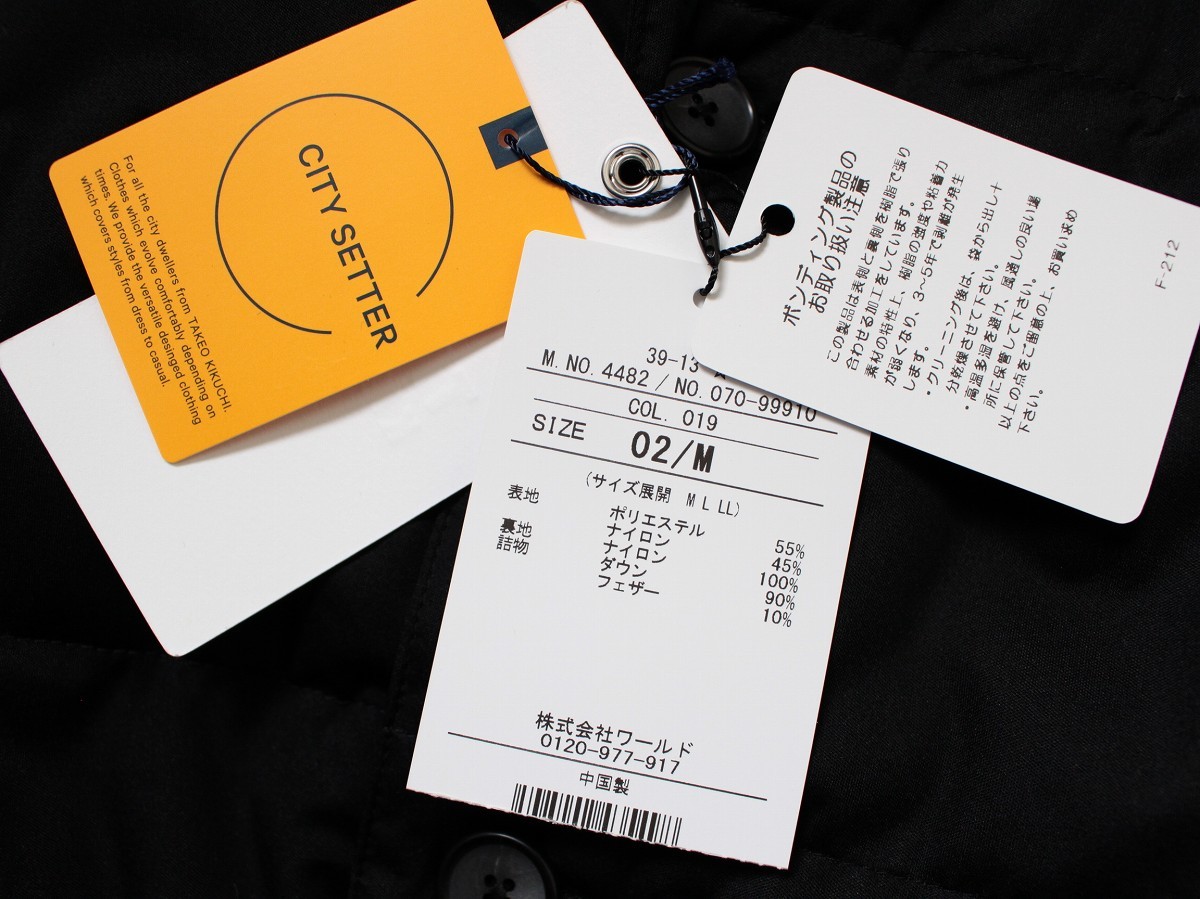 CITY SETTER
For all the city dwellers from TAKEO KIKUCHI.
Clothes which evolve comfortably depending on
times. We provide the versatile desinged clothing
which covers styles from dress to casual.
39-13
M. NO. 4482 / NO. 070-99910
COL. 019
SIZE 02/M
(サイズ展開 M L LL)
表地 ポリエステル 55%
ナイロン 45%
裏地 ナイロン 100%
詰物 ダウン 90%
フェザー 10%
株式会社ワールド
0120-977-917
中国製
ボンディング製品の
お取り扱い注意
この製品は表側と裏側を樹脂で張り
合わせる加工をしています。
素材の特性上、樹脂の強度や粘着力
が弱くなり、3～5年で剥離が発生
します。
・クリーニング後は、袋から出し十
分乾燥させて下さい。
・高温多湿を避け、風通しの良い場
所に保管して下さい。
以上の点をご留意の上、お買い求め
下さい。
F-212